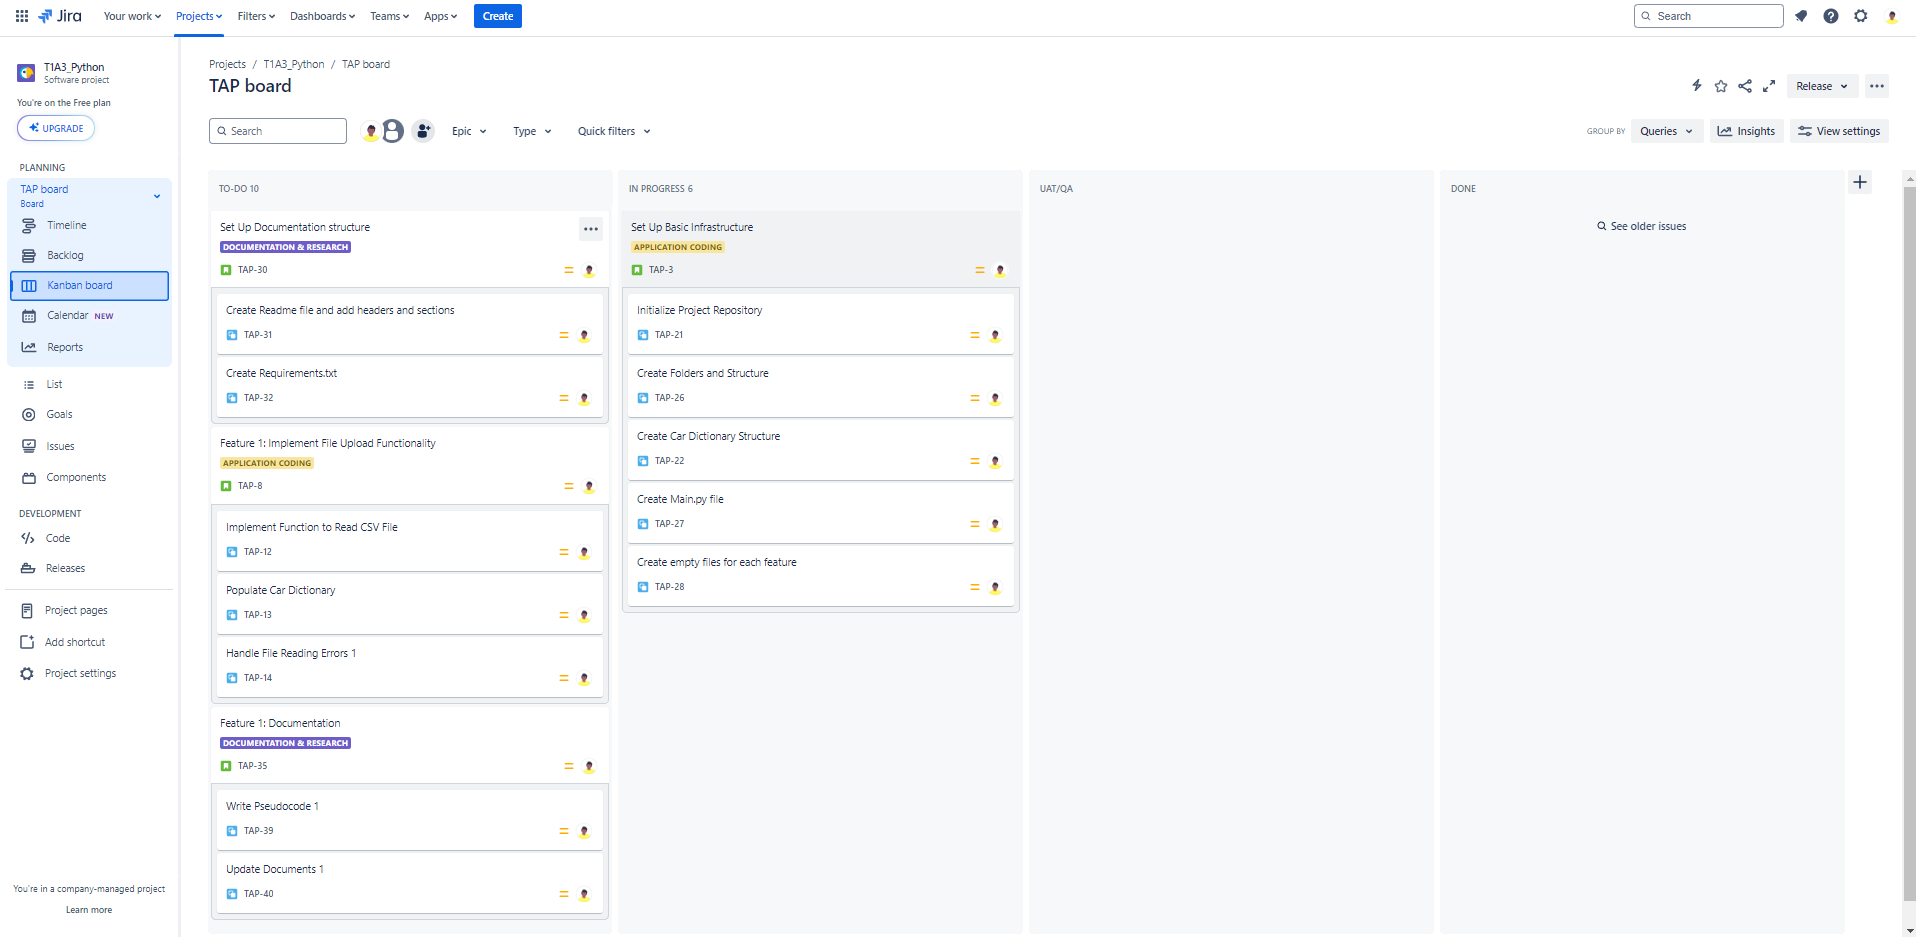 Jira
Your work
Projects
Filters
Dashboards
Teams
Apps
Create
Search
T1A3_Python
Software project
You're on the Free plan
UPGRADE
PLANNING
TAP board
Board
Timeline
Backlog
Kanban board
Calendar NEW
Reports
List
Goals
Issues
Components
DEVELOPMENT
Code
Releases
Project pages
Add shortcut
Project settings
You're in a company-managed project
Learn more
Projects / T1A3_Python / TAP board
TAP board
Release
Search
Epic
Type
Quick filters
GROUP BY
Queries
Insights
View settings
TO-DO 10
Set Up Documentation structure
DOCUMENTATION & RESEARCH
TAP-30
Create Readme file and add headers and sections
TAP-31
Create Requirements.txt
TAP-32
Feature 1: Implement File Upload Functionality
APPLICATION CODING
TAP-8
Implement Function to Read CSV File
TAP-12
Populate Car Dictionary
TAP-13
Handle File Reading Errors 1
TAP-14
Feature 1: Documentation
DOCUMENTATION & RESEARCH
TAP-35
Write Pseudocode 1
TAP-39
Update Documents 1
TAP-40
IN PROGRESS 6
Set Up Basic Infrastructure
APPLICATION CODING
TAP-3
Initialize Project Repository
TAP-21
Create Folders and Structure
TAP-26
Create Car Dictionary Structure
TAP-22
Create Main.py file
TAP-27
Create empty files for each feature
TAP-28
UAT/QA
DONE
See older issues